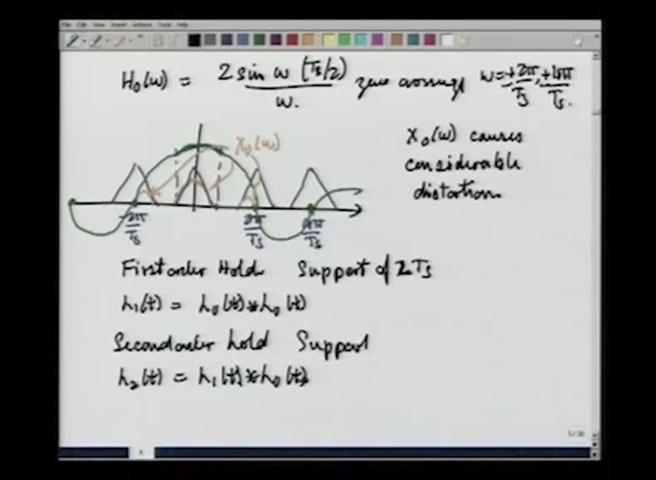 H₀(ω) = 2 sin ω (Ts/2) / ω. zero average ω = ±2π/Ts, ±4π/Ts.
X₀(ω)
X₀(ω) causes
considerable
distortion
-2π/Ts 2π/Ts 4π/Ts
First order Hold Support of 2Ts
h₁(t) = h₀(t) * h₀(t)
Second order hold Support
h₂(t) = h₁(t) * h₀(t)